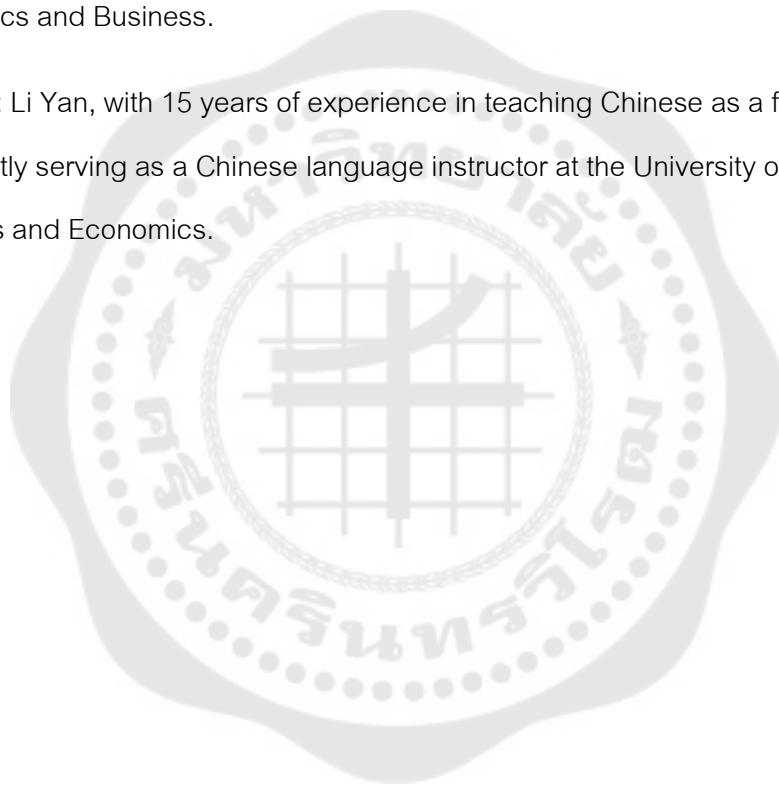 cs and Business.
: Li Yan, with 15 years of experience in teaching Chinese as a f
tly serving as a Chinese language instructor at the University o
s and Economics.
มหาวิทยาลัย
ศรีนครินทรวิโรฒ